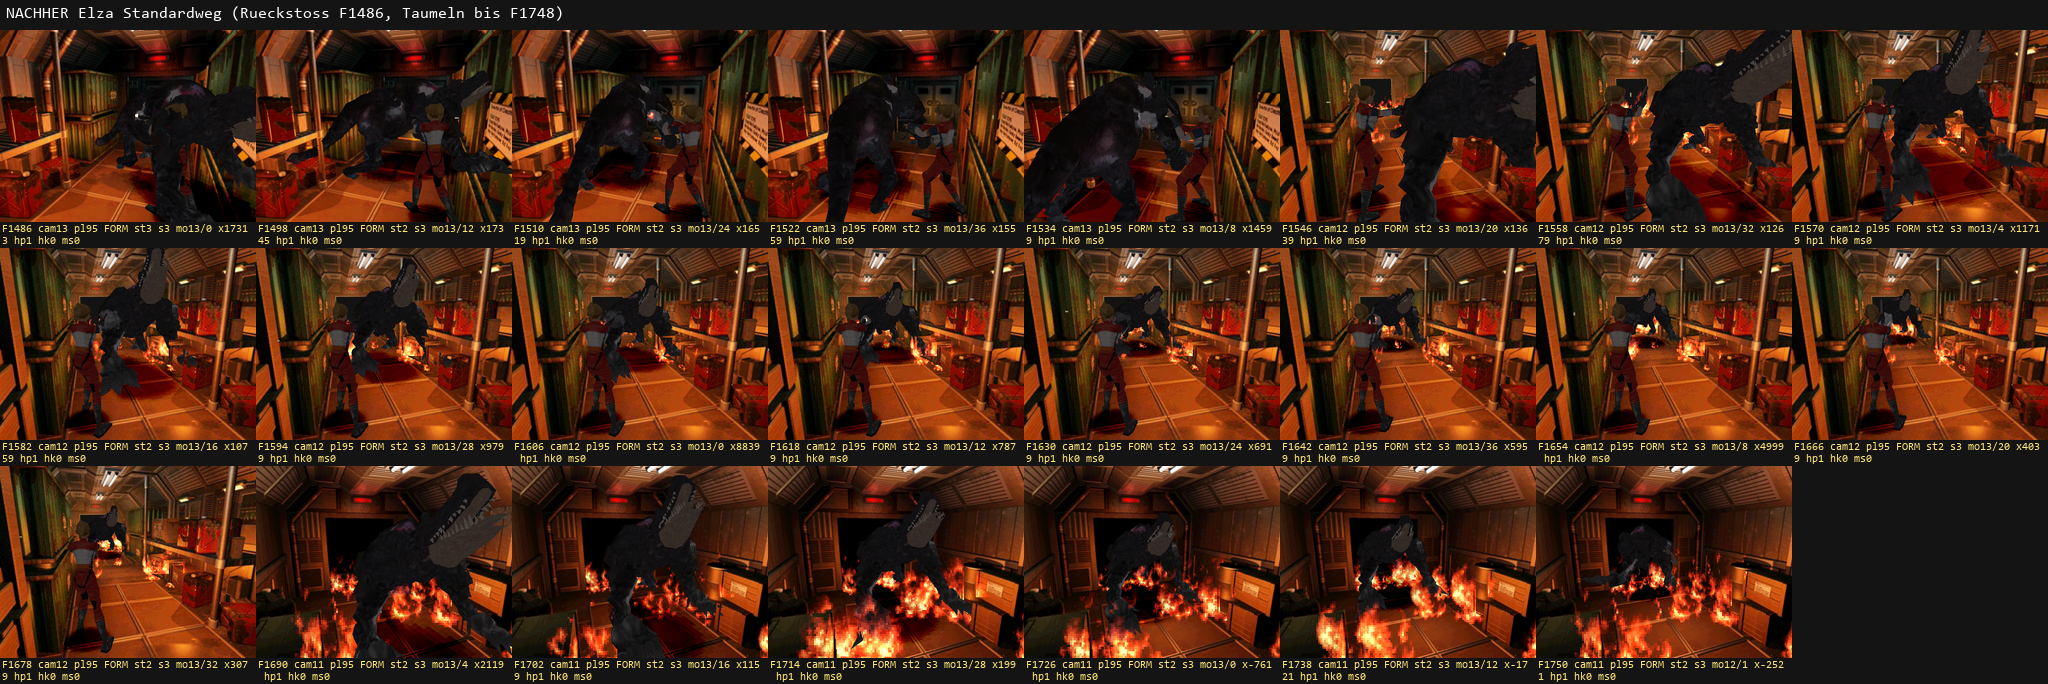 NACHHER Elza Standardweg (Rueckstoss F1486, Taumeln bis F1748)
F1486 cam13 pl95 FORM st3 s3 mo13/0 x1731
3 hp1 hk0 ms0
F1498 cam13 pl95 FORM st2 s3 mo13/12 x173
45 hp1 hk0 ms0
F1510 cam13 pl95 FORM st2 s3 mo13/24 x165
19 hp1 hk0 ms0
F1522 cam13 pl95 FORM st2 s3 mo13/36 x155
59 hp1 hk0 ms0
F1534 cam13 pl95 FORM st2 s3 mo13/8 x1459
9 hp1 hk0 ms0
F1546 cam12 pl95 FORM st2 s3 mo13/20 x136
39 hp1 hk0 ms0
F1558 cam12 pl95 FORM st2 s3 mo13/32 x126
79 hp1 hk0 ms0
F1570 cam12 pl95 FORM st2 s3 mo13/4 x1171
9 hp1 hk0 ms0
F1582 cam12 pl95 FORM st2 s3 mo13/16 x107
59 hp1 hk0 ms0
F1594 cam12 pl95 FORM st2 s3 mo13/28 x979
9 hp1 hk0 ms0
F1606 cam12 pl95 FORM st2 s3 mo13/0 x8839
hp1 hk0 ms0
F1618 cam12 pl95 FORM st2 s3 mo13/12 x787
9 hp1 hk0 ms0
F1630 cam12 pl95 FORM st2 s3 mo13/24 x691
9 hp1 hk0 ms0
F1642 cam12 pl95 FORM st2 s3 mo13/36 x595
9 hp1 hk0 ms0
F1654 cam12 pl95 FORM st2 s3 mo13/8 x4999
hp1 hk0 ms0
F1666 cam12 pl95 FORM st2 s3 mo13/20 x403
9 hp1 hk0 ms0
F1678 cam12 pl95 FORM st2 s3 mo13/32 x307
9 hp1 hk0 ms0
F1690 cam11 pl95 FORM st2 s3 mo13/4 x2119
hp1 hk0 ms0
F1702 cam11 pl95 FORM st2 s3 mo13/16 x115
9 hp1 hk0 ms0
F1714 cam11 pl95 FORM st2 s3 mo13/28 x199
hp1 hk0 ms0
F1726 cam11 pl95 FORM st2 s3 mo13/0 x-761
hp1 hk0 ms0
F1738 cam11 pl95 FORM st2 s3 mo13/12 x-17
21 hp1 hk0 ms0
F1750 cam11 pl95 FORM st2 s3 mo12/1 x-252
1 hp1 hk0 ms0